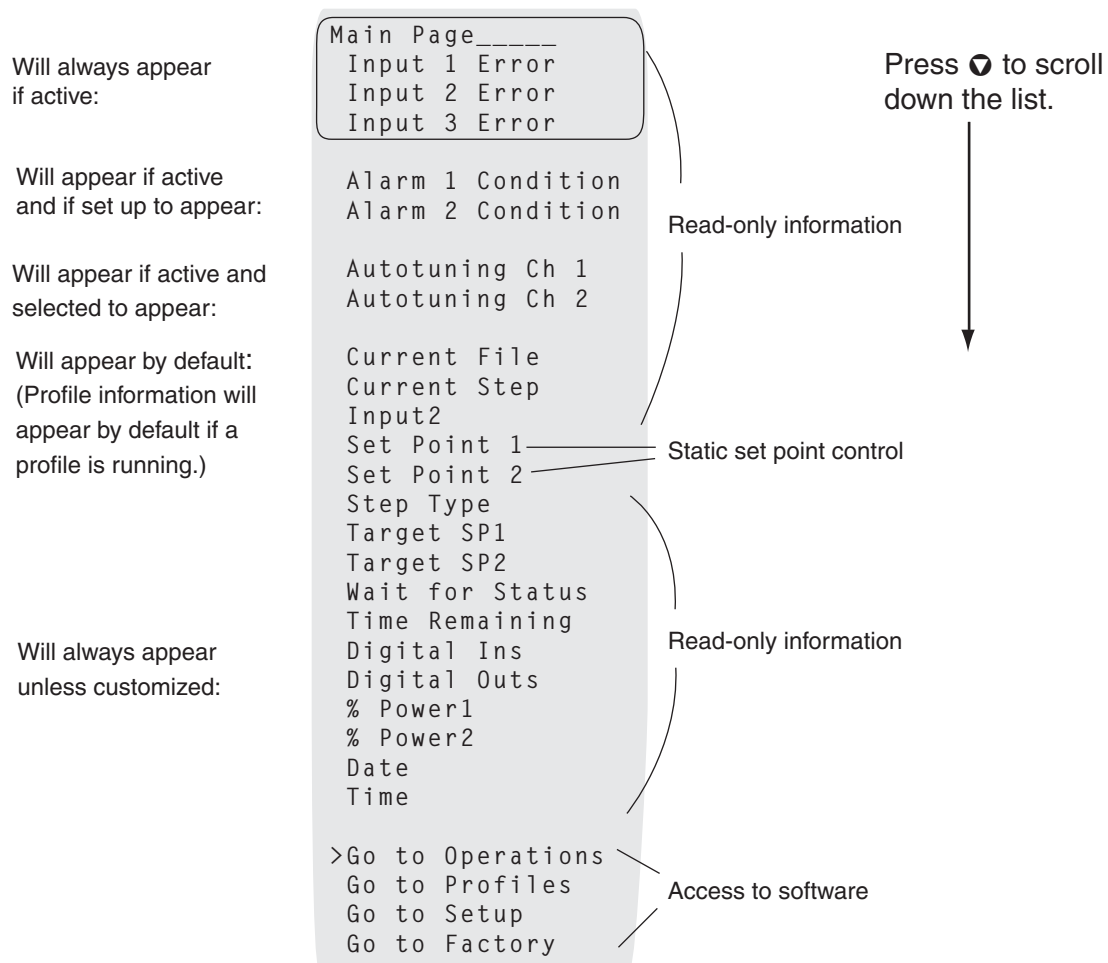 Will always appear
if active:
Main Page_____
Input 1 Error
Input 2 Error
Input 3 Error
Press ▽ to scroll
down the list.
Will appear if active
and if set up to appear:
Alarm 1 Condition
Alarm 2 Condition
Read-only information
Will appear if active and
selected to appear:
Autotuning Ch 1
Autotuning Ch 2
Will appear by default:
(Profile information will
appear by default if a
profile is running.)
Current File
Current Step
Input2
Set Point 1
Set Point 2
Static set point control
Step Type
Target SP1
Target SP2
Wait for Status
Time Remaining
Will always appear
unless customized:
Digital Ins
Digital Outs
% Power1
% Power2
Date
Time
Read-only information
>Go to Operations
Go to Profiles
Go to Setup
Go to Factory
Access to software